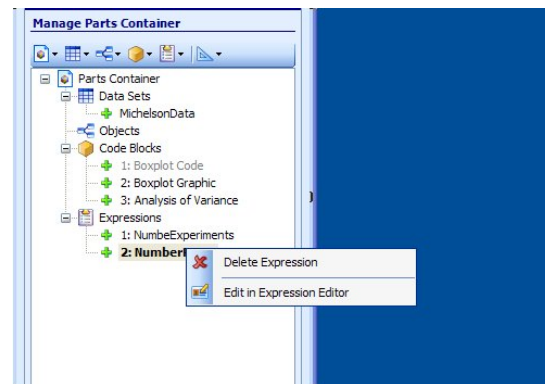 Manage Parts Container
Parts Container
Data Sets
MichelsonData
Objects
Code Blocks
1: Boxplot Code
2: Boxplot Graphic
3: Analysis of Variance
Expressions
1: NumbeExperiments
2:
Delete Expression
Edit in Expression Editor